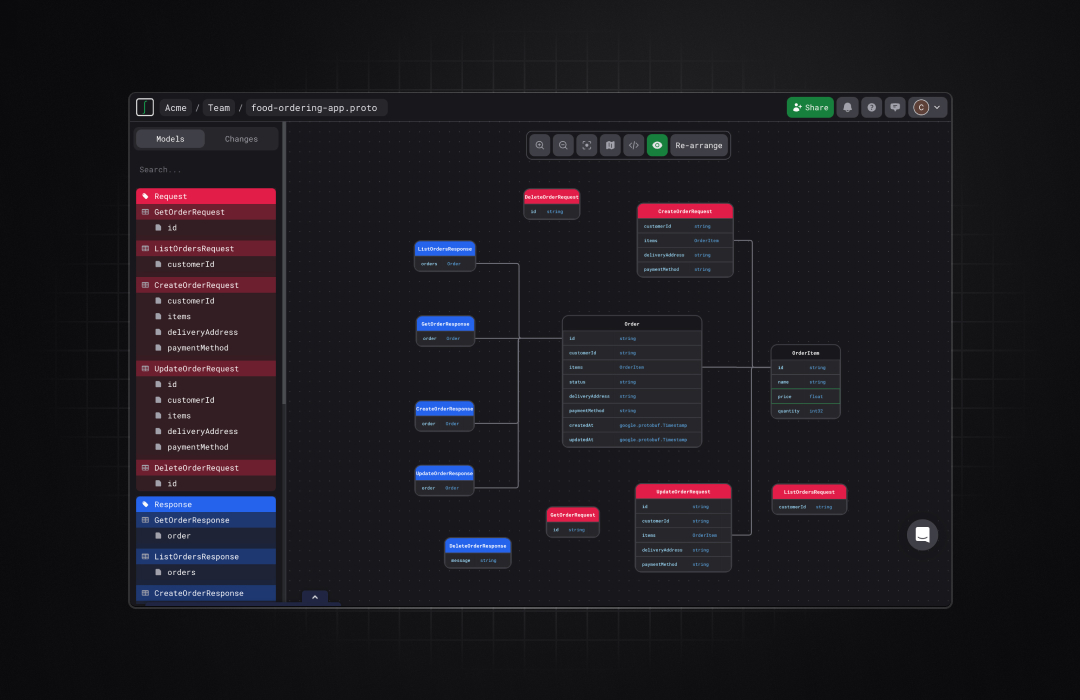 Acme / Team / food-ordering-app.proto
Share
C
Models
Changes
Search...
Request
GetOrderRequest
id
ListOrdersRequest
customerId
CreateOrderRequest
customerId
items
deliveryAddress
paymentMethod
UpdateOrderRequest
id
customerId
items
deliveryAddress
paymentMethod
DeleteOrderRequest
id
Response
GetOrderResponse
order
ListOrdersResponse
orders
CreateOrderResponse
Re-arrange
DeleteOrderRequest
id string
CreateOrderRequest
customerId string
items OrderItem
deliveryAddress string
paymentMethod string
ListOrdersResponse
orders Order
GetOrderResponse
order Order
Order
id string
customerId string
items OrderItem
status string
deliveryAddress string
paymentMethod string
createdAt google.protobuf.Timestamp
updatedAt google.protobuf.Timestamp
OrderItem
id string
name string
price float
quantity int32
CreateOrderResponse
order Order
UpdateOrderResponse
order Order
GetOrderRequest
id string
UpdateOrderRequest
id string
customerId string
items OrderItem
deliveryAddress string
paymentMethod string
ListOrdersRequest
customerId string
DeleteOrderResponse
message string